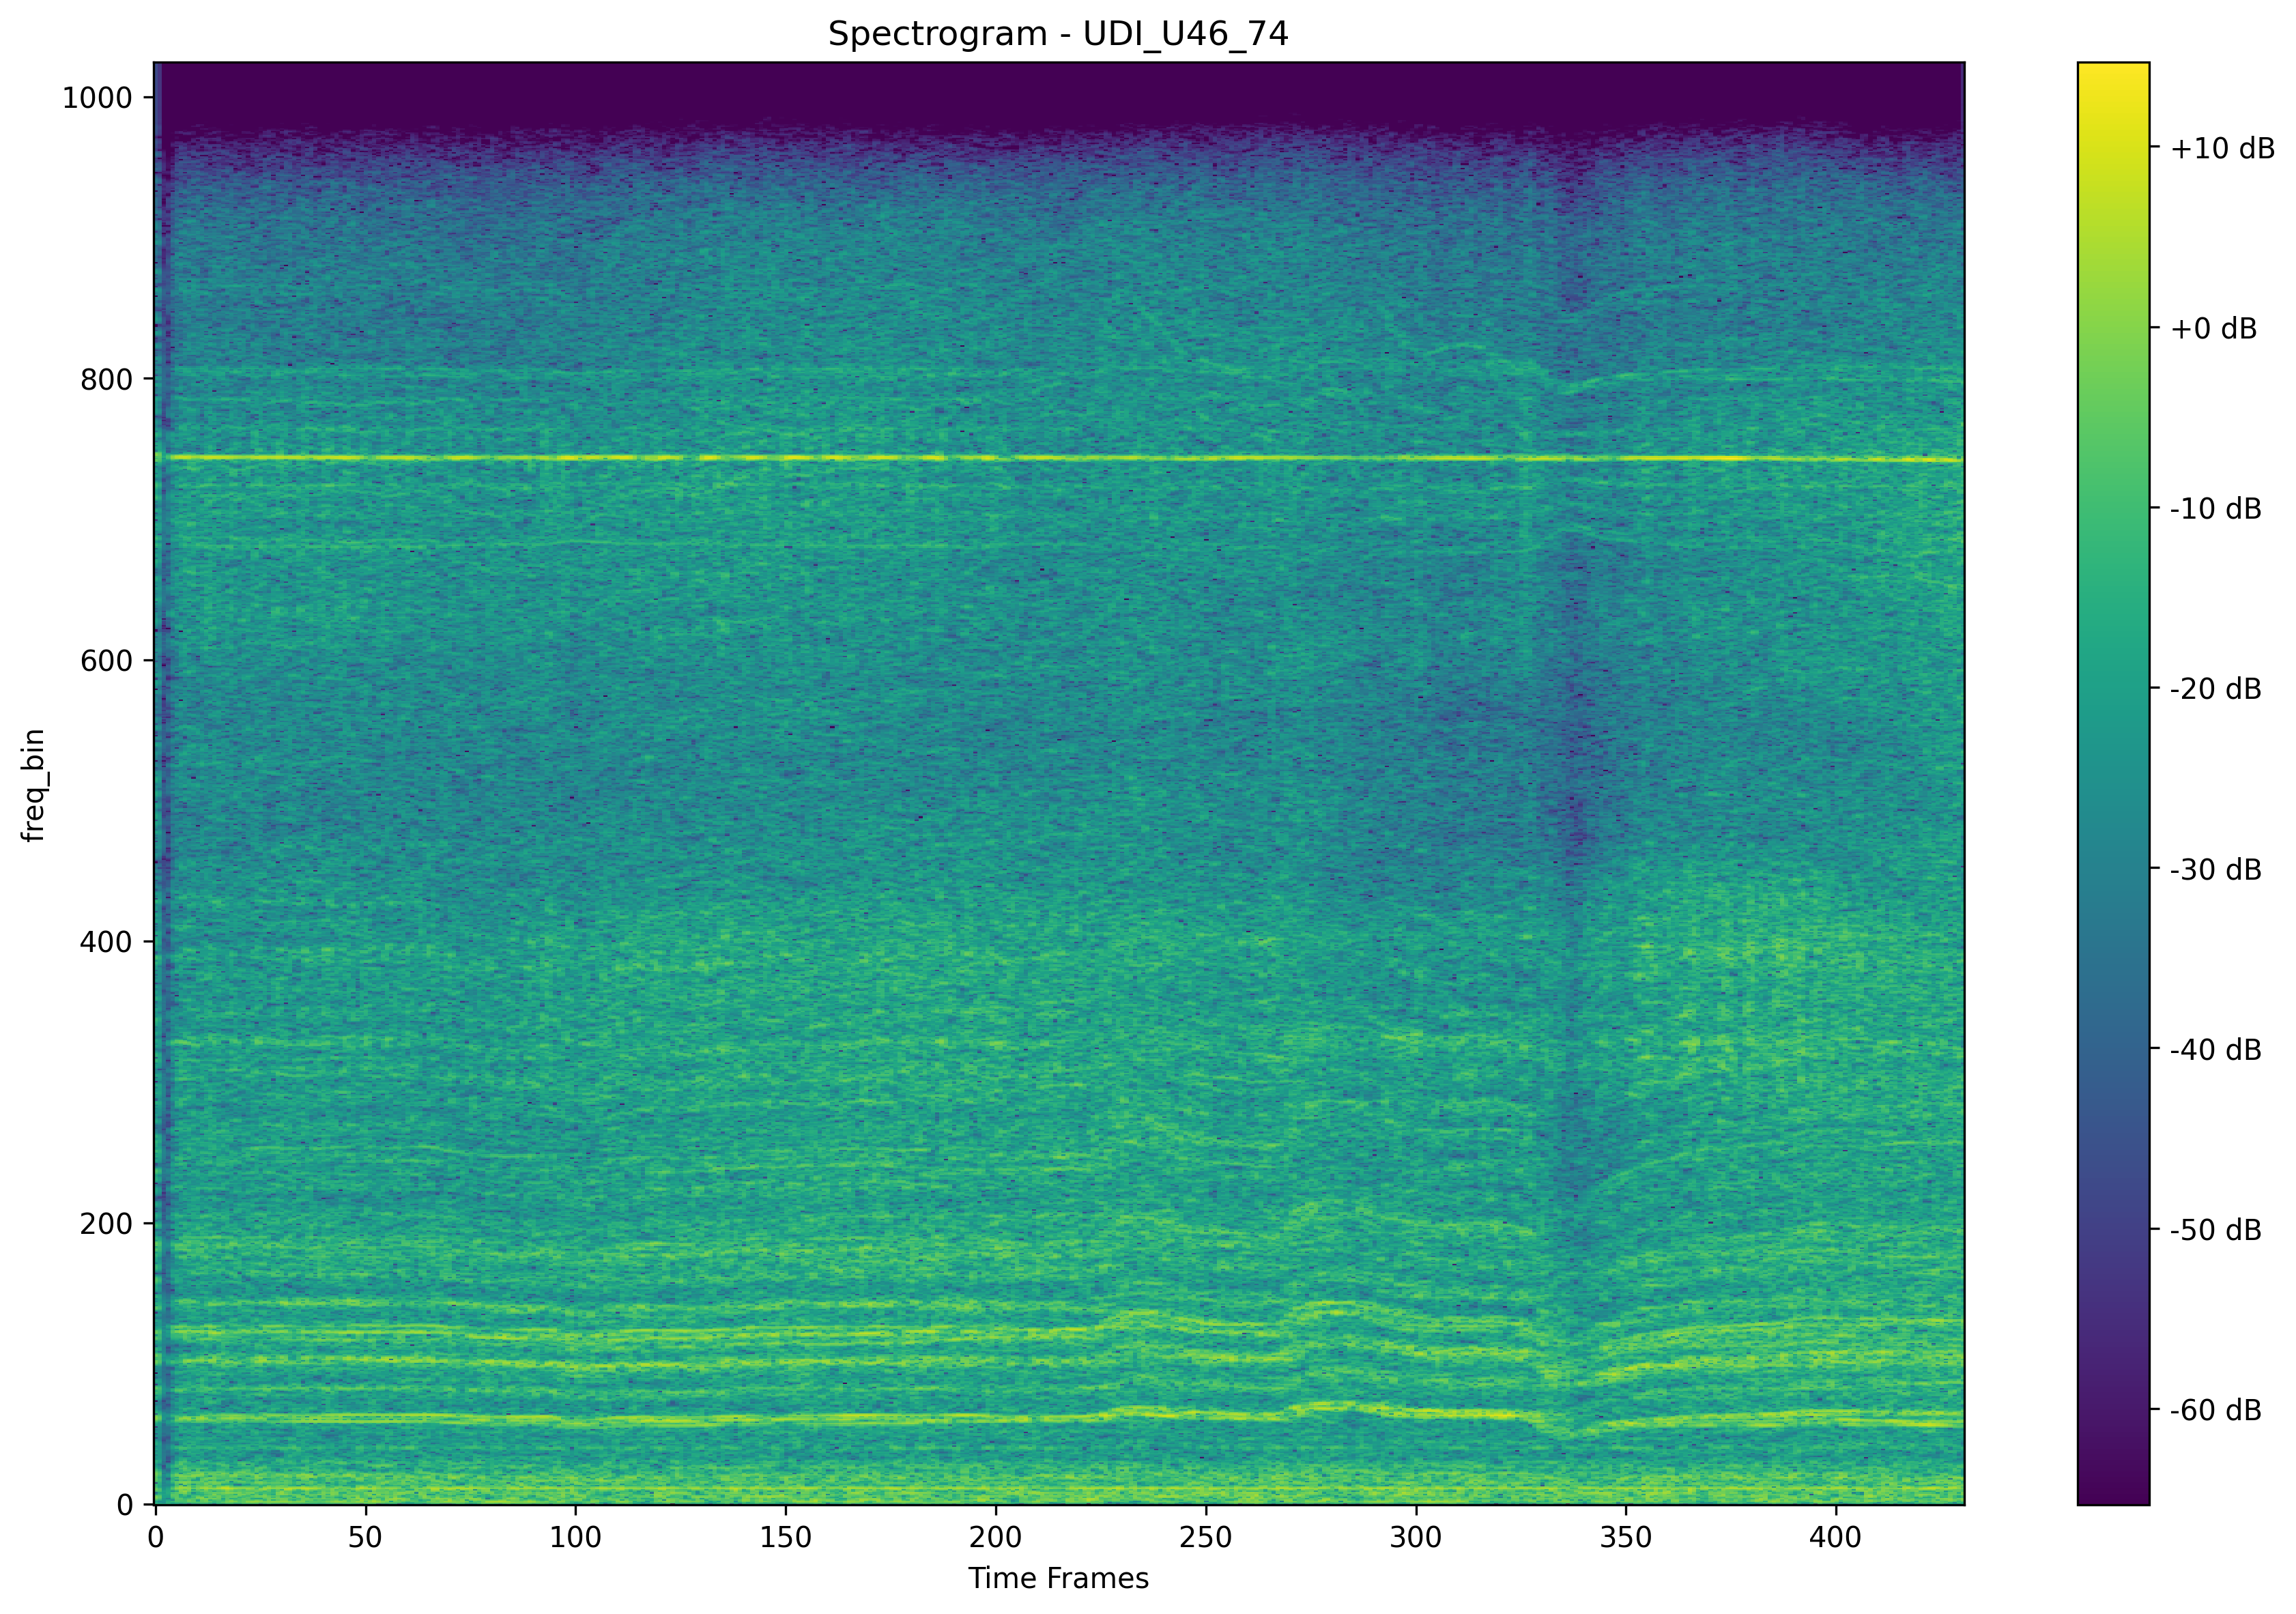 Spectrogram - UDI_U46_74
1000
800
600
400
200
0
freq_bin
0 50 100 150 200 250 300 350 400
Time Frames
+10 dB
+0 dB
-10 dB
-20 dB
-30 dB
-40 dB
-50 dB
-60 dB